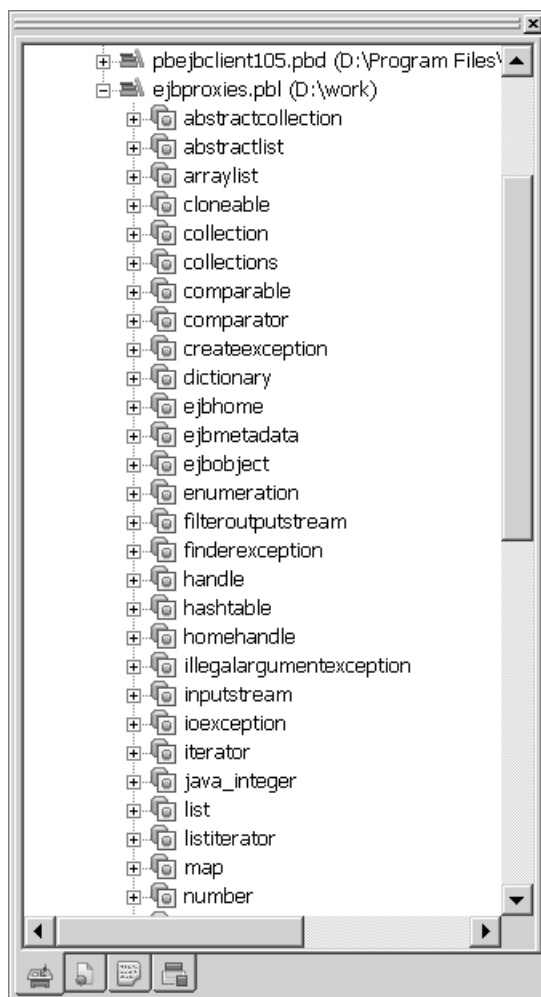 pbejbclient105.pbd (D:\Program Files\
ejbproxies.pbl (D:\work)
abstractcollection
abstractlist
arraylist
cloneable
collection
collections
comparable
comparator
createexception
dictionary
ejbhome
ejbmetadata
ejbobject
enumeration
filteroutputstream
finderexception
handle
hashtable
homehandle
illegalargumentexception
inputstream
ioexception
iterator
java_integer
list
listiterator
map
number